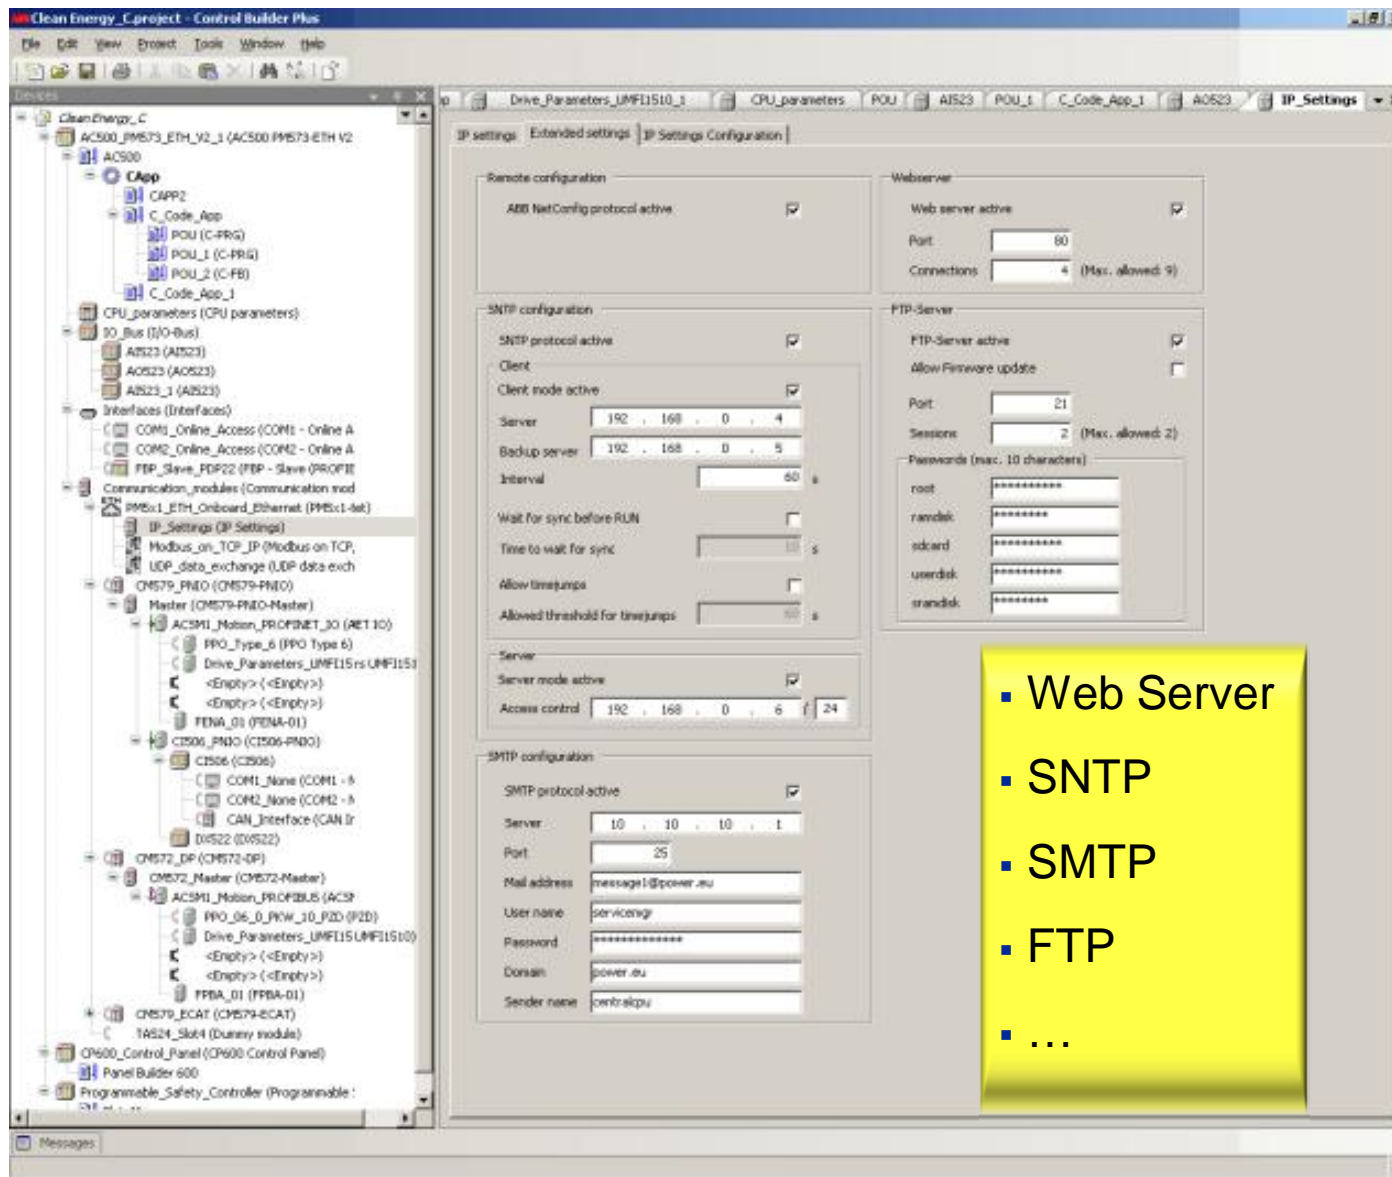 Clean Energy_C.project - Control Builder Plus
File Edit View Project Tools Window Help
Devices
Drive_Parameters_UMFI1510_1 CPU_parameters POU AI523 POU_1 C_Code_App_1 AO523 IP_Settings
Clean Energy_C
AC500_PM573_ETH_V2_1 (AC500 PM573-ETH V2
AC500
CApp
CAPP2
C_Code_App
POU (C-PRG)
POU_1 (C-PRG)
POU_2 (C-FB)
C_Code_App_1
CPU_parameters (CPU parameters)
IO_Bus (I/O-Bus)
AI523 (AI523)
AO523 (AO523)
AI523_1 (AI523)
Interfaces (Interfaces)
COM1_Online_Access (COM1 - Online A
COM2_Online_Access (COM2 - Online A
FBP_Slave_PDP22 (FBP - Slave (PROFIE
Communication_modules (Communication mod
PM5x1_ETH_Onboard_Ethernet (PM5x1-
IP_Settings (IP Settings)
Modbus_on_TCP_IP (Modbus on TCP,
UDP_data_exchange (UDP data exch
CM579_PNIO (CM579-PNIO)
Master (CM579-PNIO-Master)
ACSM1_Motion_PROFINET_IO
PPO_Type_6 (PPO Type 6)
Drive_Parameters_UMFI15
<Empty> (<Empty>)
<Empty> (<Empty>)
FENA_01 (FENA-01)
CI506_PNIO (CI506-PNIO)
CI506 (CI506)
COM1_None (COM1 -
COM2_None (COM2 -
CAN_Interface (CAN Ir
DX522 (DX522)
CM572_DP (CM572-DP)
CM572_Master (CM572-Master)
ACSM1_Motion_PROFIBUS (ACSM
PPO_06_0_PKW_10_PZD (PZD)
Drive_Parameters_UMFI15
<Empty> (<Empty>)
<Empty> (<Empty>)
FPBA_01 (FPBA-01)
CM579_ECAT (CM579-ECAT)
TA524_Slot4 (Dummy module)
CP600_Control_Panel (CP600 Control Panel)
Panel Builder 600
Programmable_Safety_Controller (Programmable
Messages
IP settings Extended settings IP Settings Configuration
Remote configuration
ABB NetConfig protocol active
SNTP configuration
SNTP protocol active
Client
Client mode active
Server 192 . 168 . 0 . 4
Backup server 192 . 168 . 0 . 5
Interval 60 s
Wait for sync before RUN
Time to wait for sync s
Allow timejumps
Allowed threshold for timejumps s
Server
Server mode active
Access control 192 . 168 . 0 . 6 / 24
SMTP configuration
SMTP protocol active
Server 10 . 10 . 10 . 1
Port 25
Mail address message1@power.eu
User name servicemgr
Password *************
Domain power.eu
Sender name centralcpu
Webserver
Web server active
Port 80
Connections 4 (Max. allowed: 9)
FTP-Server
FTP-Server active
Allow Firmware update
Port 21
Sessions 2 (Max. allowed: 2)
Passwords (max. 10 characters)
root **********
ramdisk **********
sdcard **********
userdisk **********
sramdisk ********
▪ Web Server
▪ SNTP
▪ SMTP
▪ FTP
▪ …